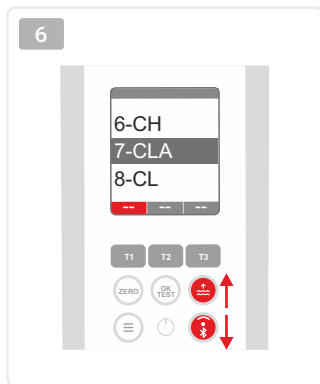 6
6-CH
7-CLA
8-CL
-- -- --
T1 T2 T3
ZERO OK TEST